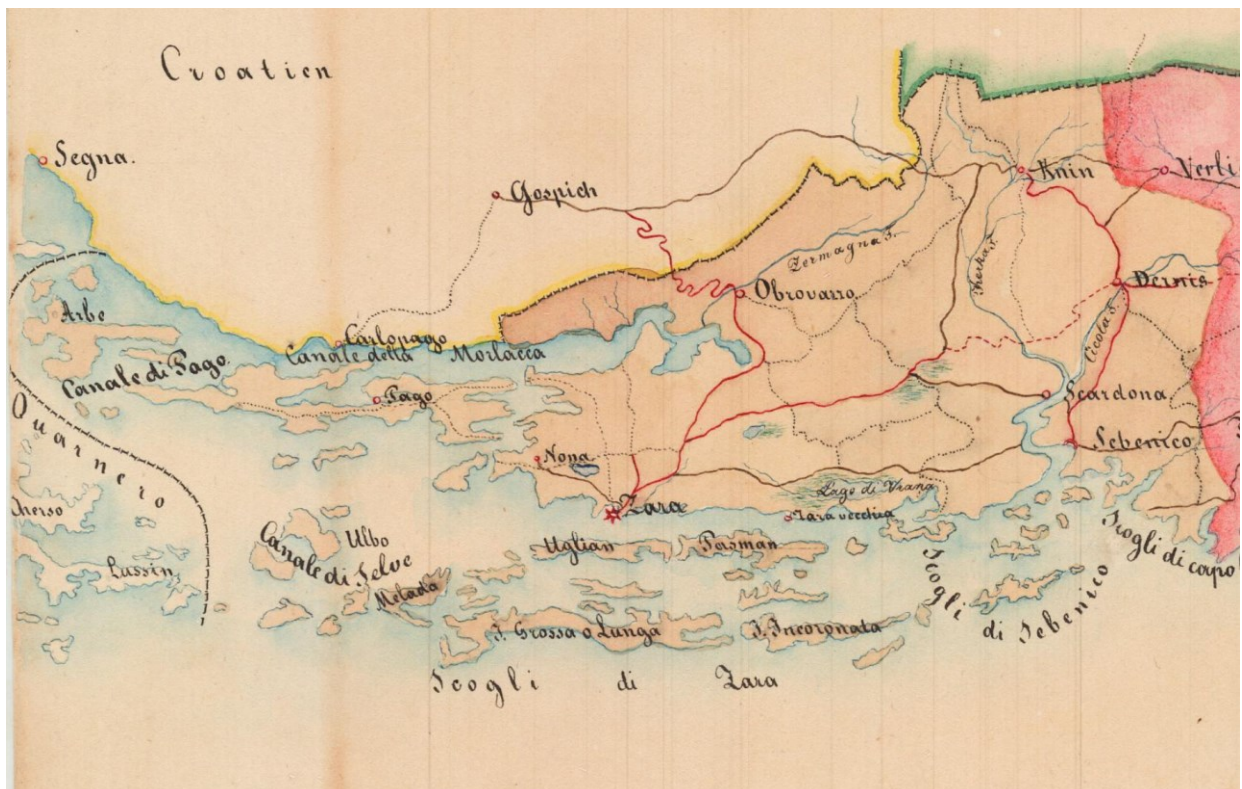 Croatien
Segna.
Gospich
Knin
Verli
Zermagna f.
Kerka f.
Obrovazzo
Dernis
Arbe
Carlopago
Canale della Morlacca
Cicola f.
Canale di Pago.
Pago
Scardona
Quarnero
Sebenico
Nona
Lago di Vrana
Zara
Zara vecchia
Cherso
Canale di Selve
Ulbo
Uglian
Pasman
Lussin
Melada
I. Grossa o Lunga
I. Incoronata
Scogli di Sebenico
Scogli di capo
Scogli di Zara